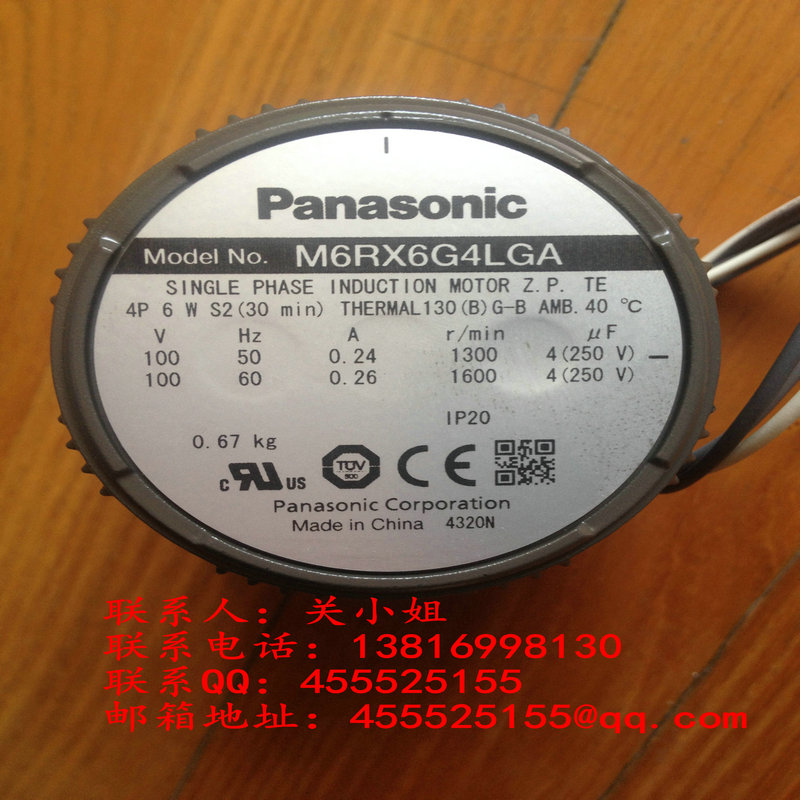 Panasonic
Model No. M6RX6G4LGA
SINGLE PHASE INDUCTION MOTOR Z.P. TE
4P 6 W S2(30 min) THERMAL130(B)G-B AMB.40 ℃
V Hz A r/min μF
100 50 0.24 1300 4(250 V)
100 60 0.26 1600 4(250 V)
IP20
0.67 kg
c RU US TÜV SÜD CE
Panasonic Corporation
Made in China 4320N
联系人：关小姐
联系电话：13816998130
联系QQ：455525155
邮箱地址：455525155@qq.com